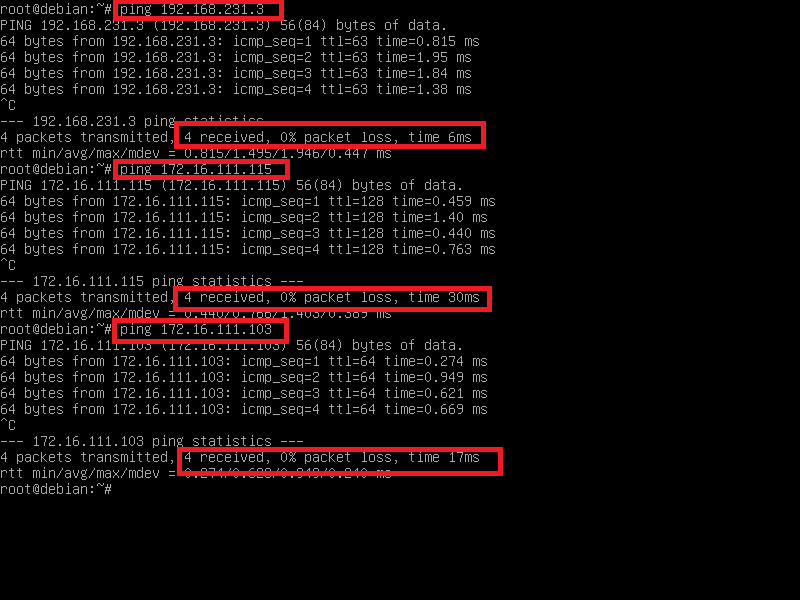 root@debian:~# ping 192.168.231.3
PING 192.168.231.3 (192.168.231.3) 56(84) bytes of data.
64 bytes from 192.168.231.3: icmp_seq=1 ttl=63 time=0.815 ms
64 bytes from 192.168.231.3: icmp_seq=2 ttl=63 time=1.95 ms
64 bytes from 192.168.231.3: icmp_seq=3 ttl=63 time=1.84 ms
64 bytes from 192.168.231.3: icmp_seq=4 ttl=63 time=1.38 ms
^C
--- 192.168.231.3 ping statistics
4 packets transmitted, 4 received, 0% packet loss, time 6ms
rtt min/avg/max/mdev = 0.815/1.495/1.946/0.447 ms
root@debian:~# ping 172.16.111.115
PING 172.16.111.115 (172.16.111.115) 56(84) bytes of data.
64 bytes from 172.16.111.115: icmp_seq=1 ttl=128 time=0.459 ms
64 bytes from 172.16.111.115: icmp_seq=2 ttl=128 time=1.40 ms
64 bytes from 172.16.111.115: icmp_seq=3 ttl=128 time=0.440 ms
64 bytes from 172.16.111.115: icmp_seq=4 ttl=128 time=0.763 ms
^C
--- 172.16.111.115 ping statistics ---
4 packets transmitted, 4 received, 0% packet loss, time 30ms
rtt min/avg/max/mdev = 0.440/0.766/1.403/0.389 ms
root@debian:~# ping 172.16.111.103
PING 172.16.111.103 (172.16.111.103) 56(84) bytes of data.
64 bytes from 172.16.111.103: icmp_seq=1 ttl=64 time=0.274 ms
64 bytes from 172.16.111.103: icmp_seq=2 ttl=64 time=0.949 ms
64 bytes from 172.16.111.103: icmp_seq=3 ttl=64 time=0.621 ms
64 bytes from 172.16.111.103: icmp_seq=4 ttl=64 time=0.669 ms
^C
--- 172.16.111.103 ping statistics ---
4 packets transmitted, 4 received, 0% packet loss, time 17ms
rtt min/avg/max/mdev = ms
root@debian:~#